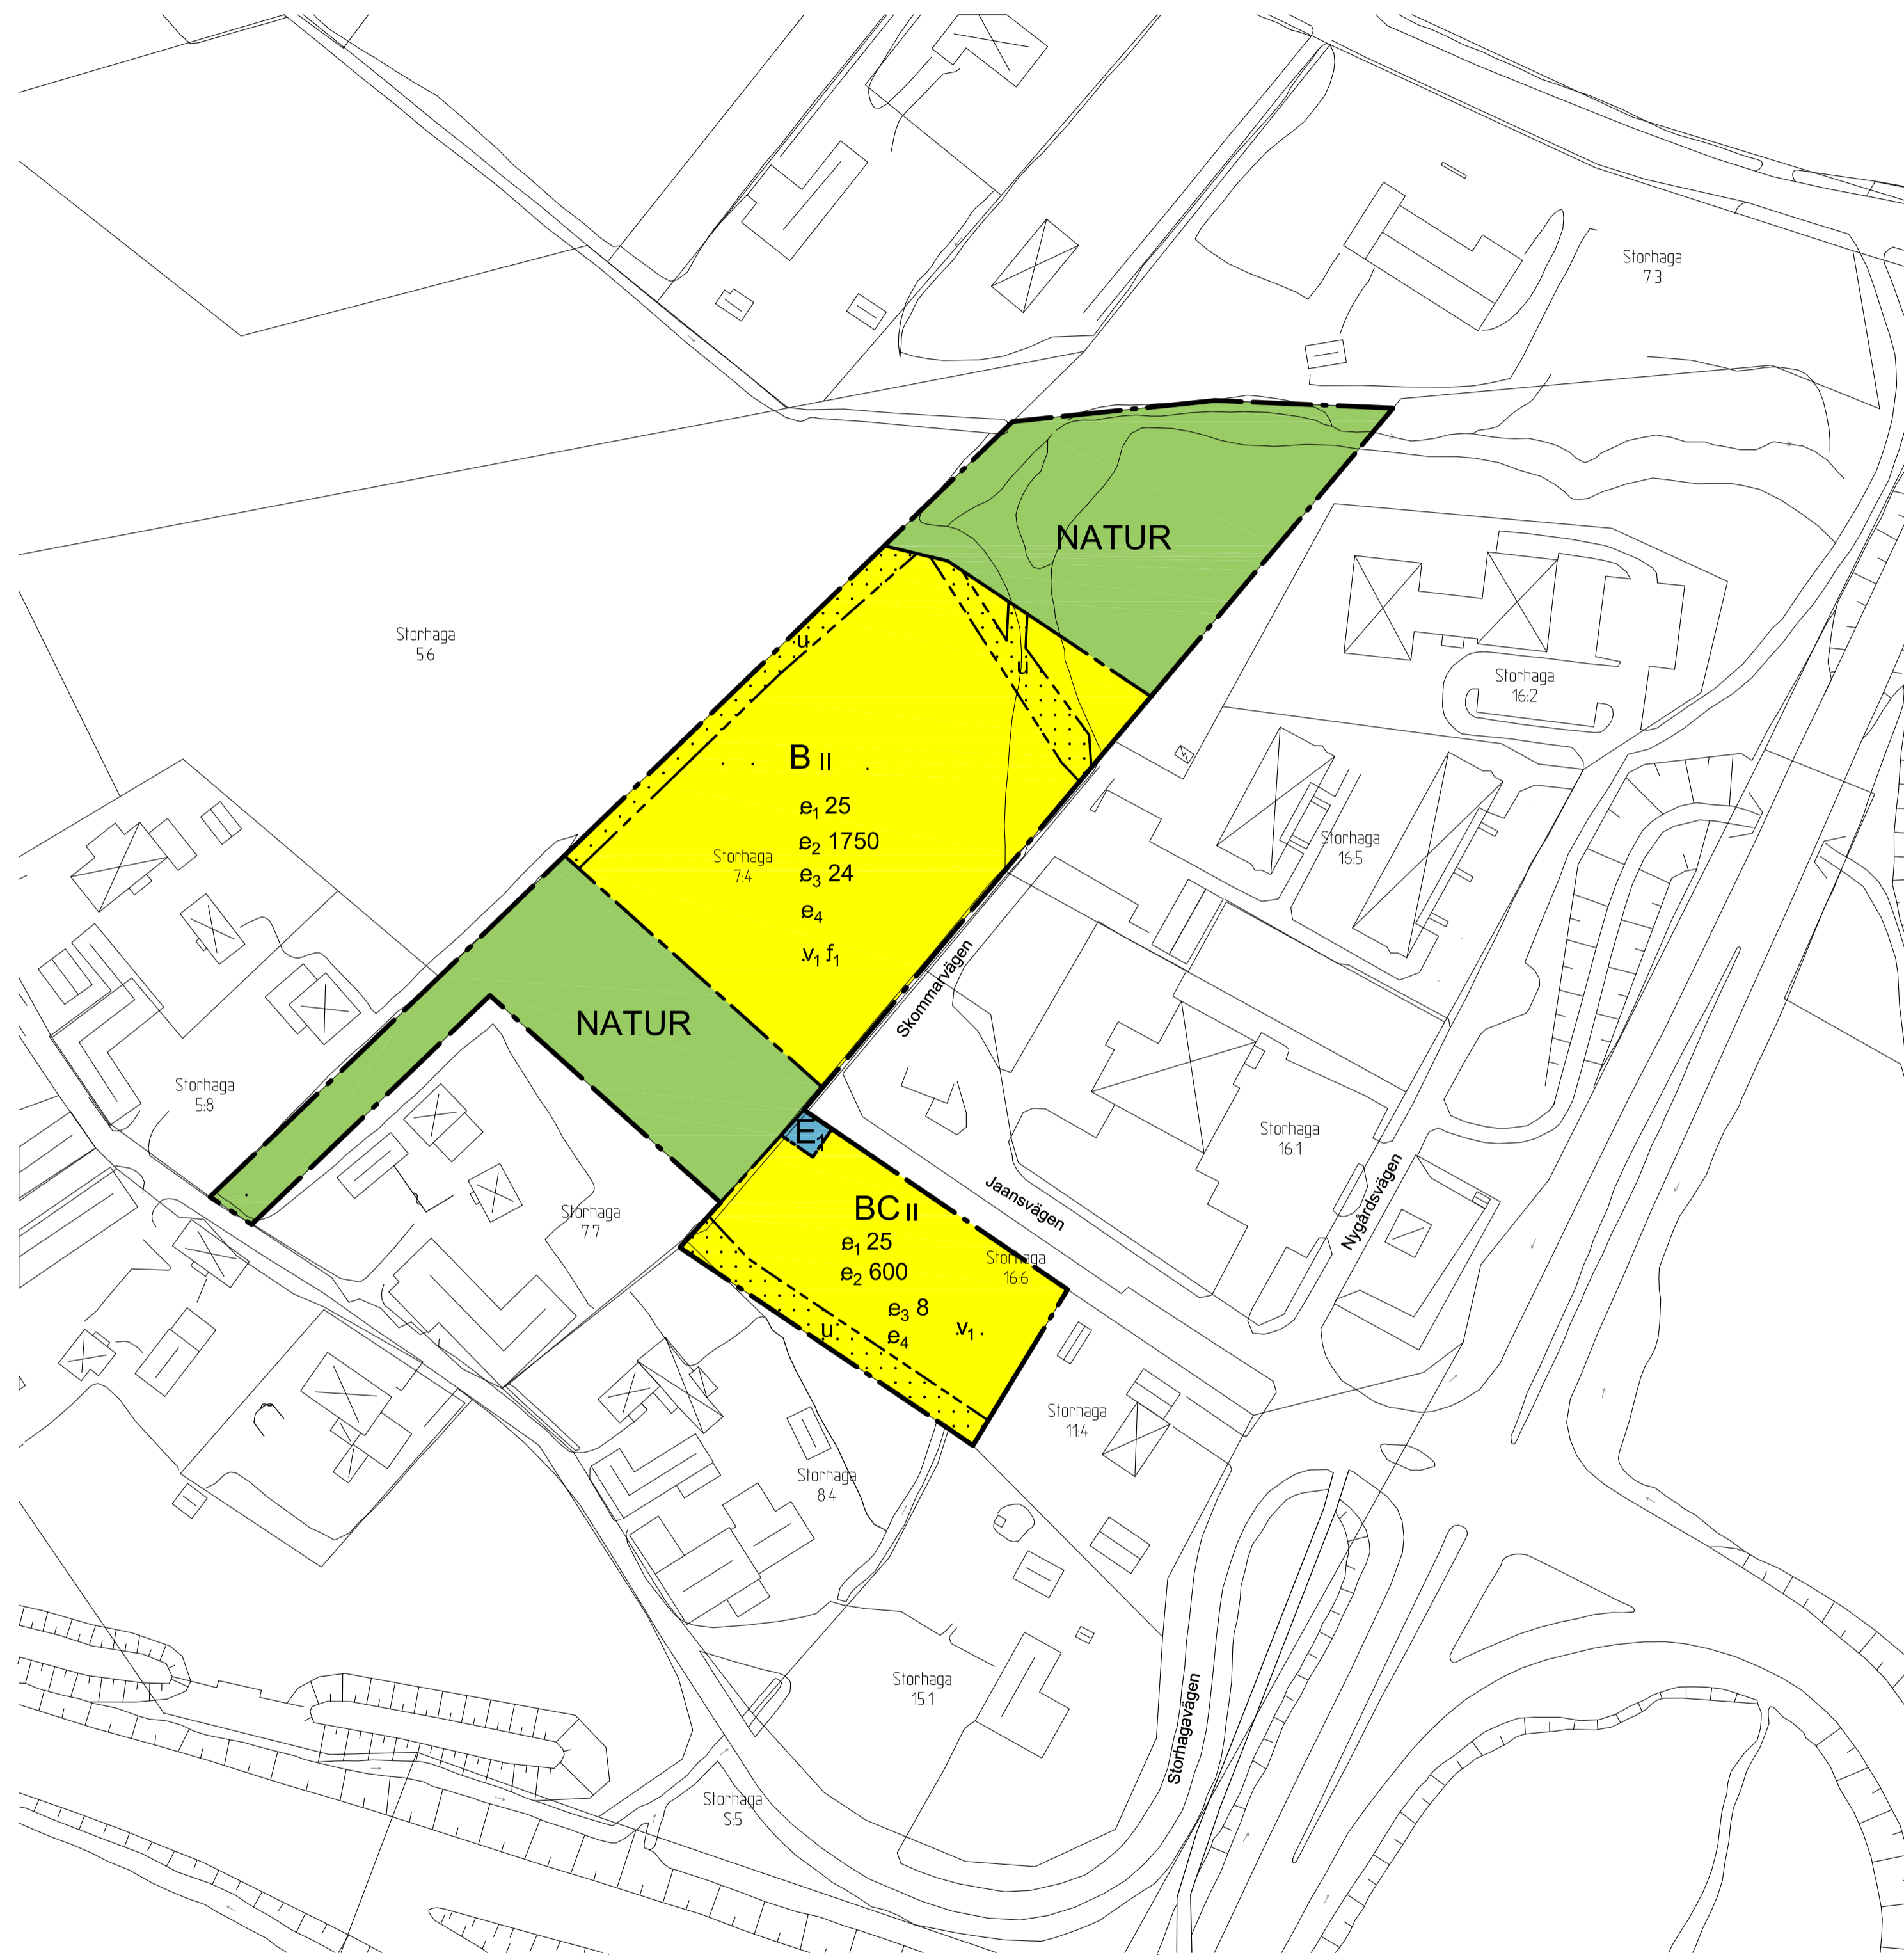 Storhaga
7:3
NATUR
Storhaga
5:6
u
u
Storhaga
16:2
B II
e1 25
e2 1750
e3 24
e4
v1 f1
Storhaga
7:4
Storhaga
16:5
Skommarvägen
NATUR
Storhaga
5:8
E1
Storhaga
16:1
Jaansvägen
Nygårdsvägen
Storhaga
7:7
BC II
e1 25
e2 600
e3 8
e4
v1
u
Storhaga
16:6
Storhaga
11:4
Storhaga
8:4
Storhaga
15:1
Storhagavägen
Storhaga
S:5